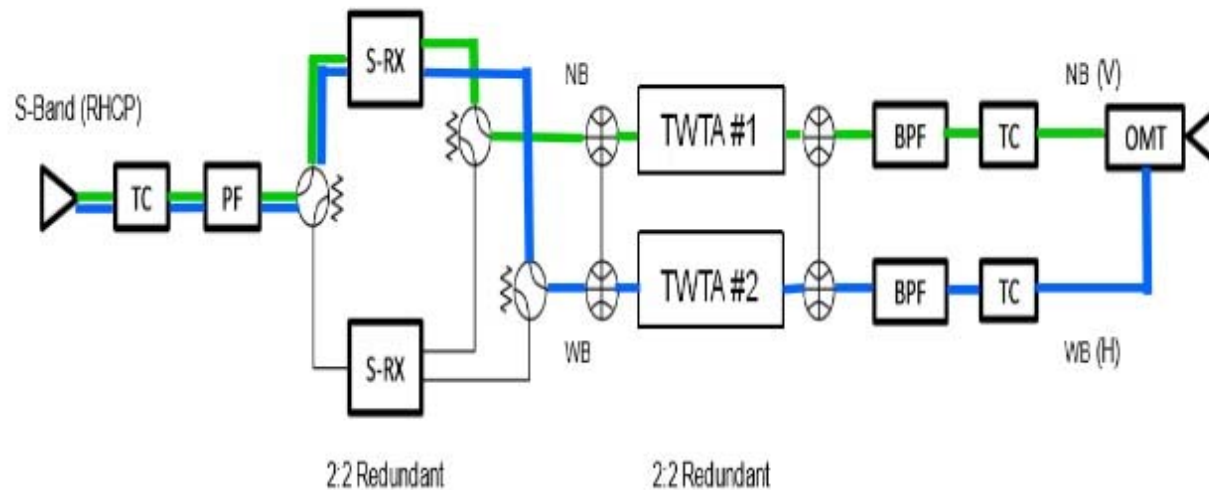 S-Band (RHCP)
TC
PF
S-RX
S-RX
2:2 Redundant
NB
WB
TWTA #1
TWTA #2
2:2 Redundant
BPF
TC
NB (V)
OMT
BPF
TC
WB (H)